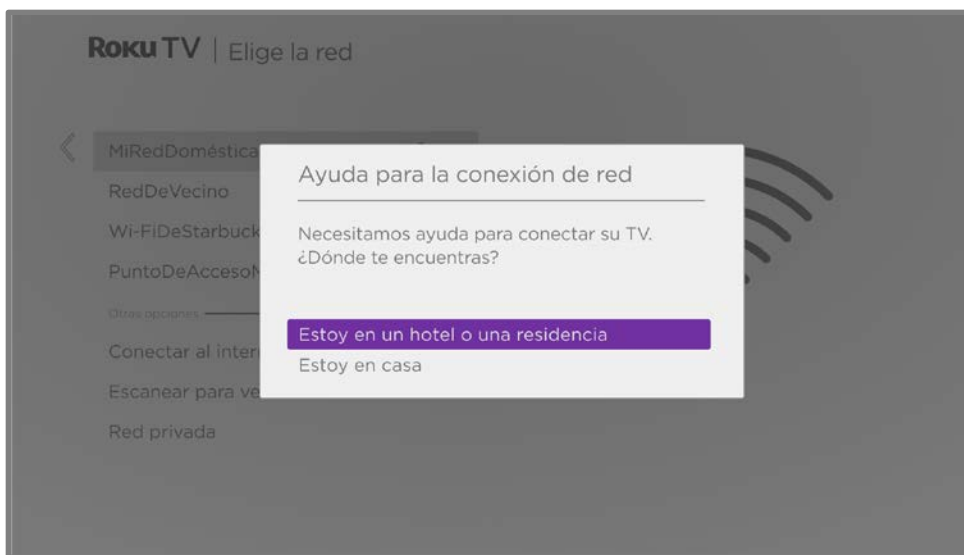 Roku TV | Elige la red
MiRedDoméstica
RedDeVecino
Wi-FiDeStarbuck
PuntoDeAcceso
Otras opciones
Conectar al
Escanear para
Red privada
Ayuda para la conexión de red
Necesitamos ayuda para conectar su TV.
¿Dónde te encuentras?
Estoy en un hotel o una residencia
Estoy en casa